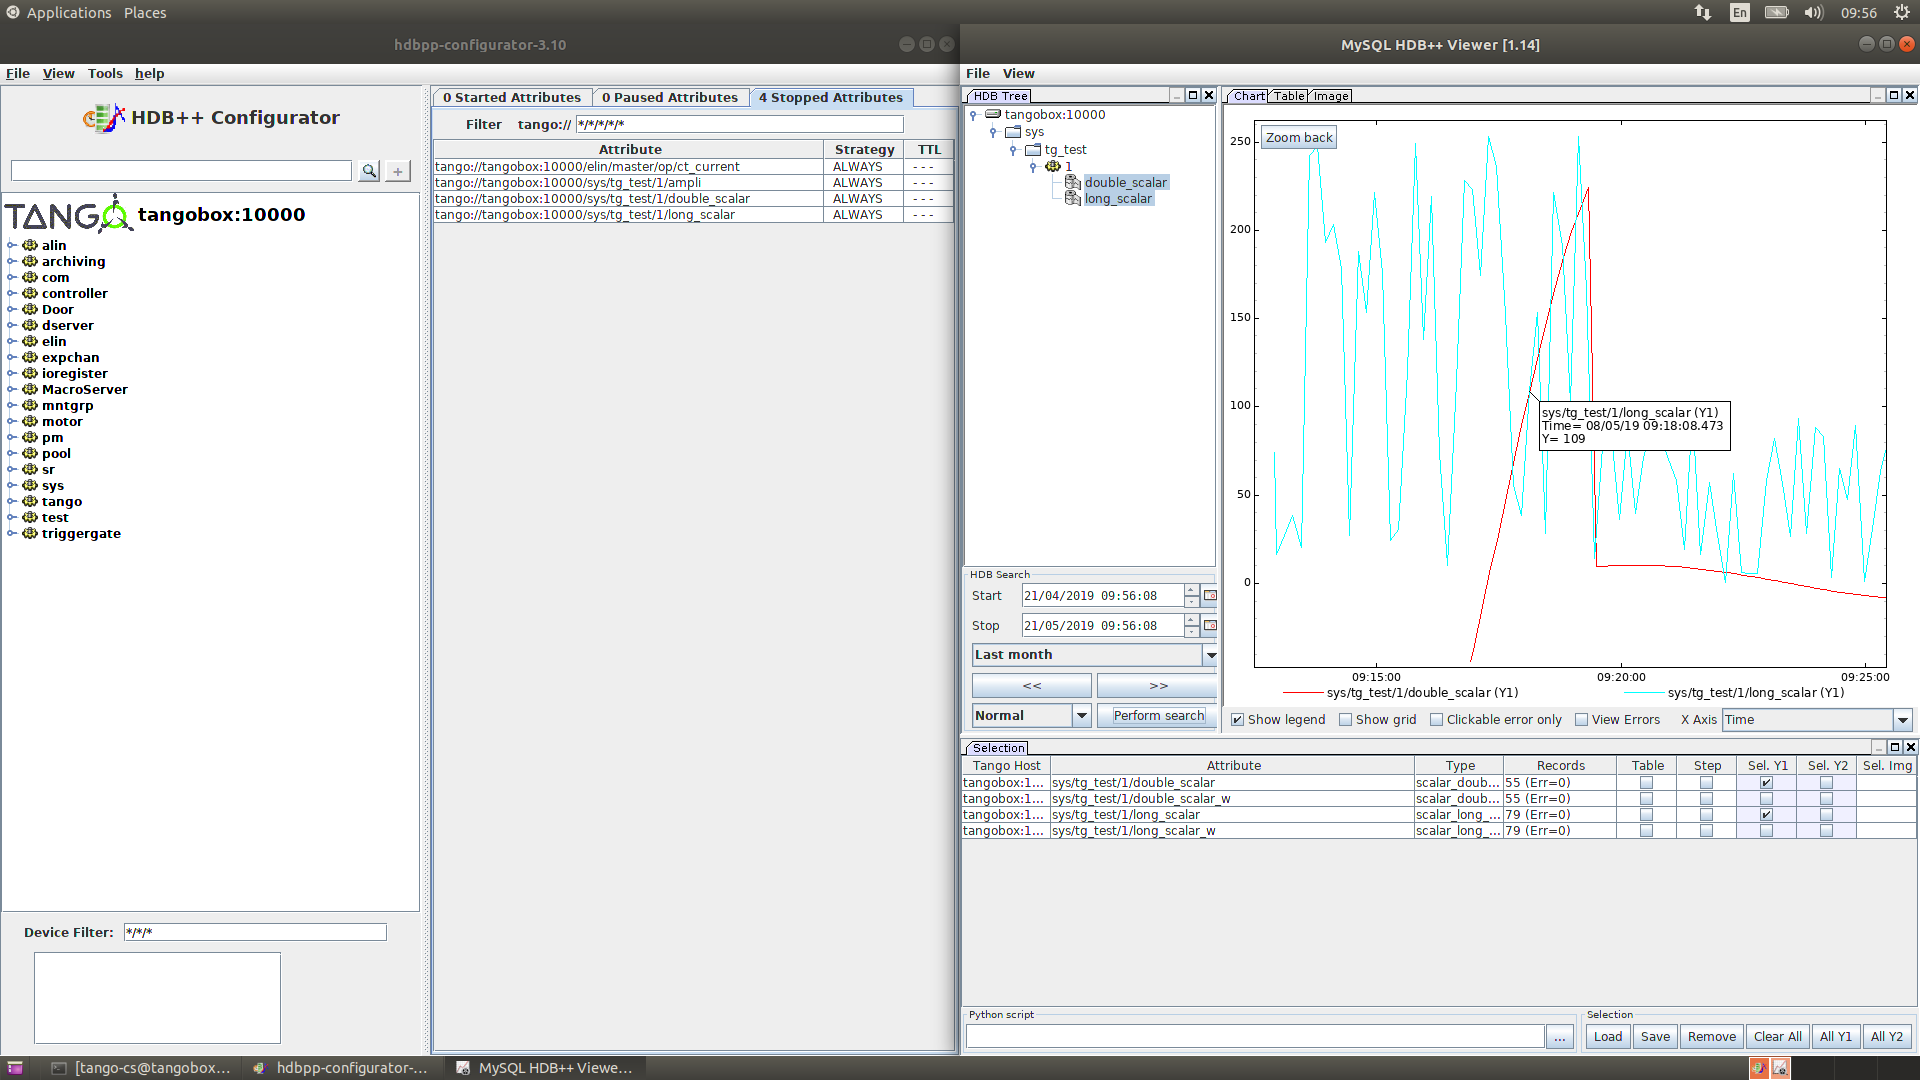 Applications Places
En 09:56
hdbpp-configurator-3.10
File View Tools help
HDB++ Configurator
+
TANGO tangobox:10000
alin
archiving
com
controller
Door
dserver
elin
expchan
ioregister
MacroServer
mntgrp
motor
pm
pool
sr
sys
tango
test
triggergate
Device Filter: */*/*
0 Started Attributes 0 Paused Attributes 4 Stopped Attributes
Filter tango:// */*/*/*/*
Attribute Strategy TTL
tango://tangobox:10000/elin/master/op/ct_current ALWAYS - - -
tango://tangobox:10000/sys/tg_test/1/ampli ALWAYS - - -
tango://tangobox:10000/sys/tg_test/1/double_scalar ALWAYS - - -
tango://tangobox:10000/sys/tg_test/1/long_scalar ALWAYS - - -
MySQL HDB++ Viewer [1.14]
File View
HDB Tree
tangobox:10000
sys
tg_test
1
double_scalar
long_scalar
HDB Search
Start 21/04/2019 09:56:08
Stop 21/05/2019 09:56:08
Last month
<< >>
Normal Perform search
Chart Table Image
Zoom back
250
200
150
100
50
0
sys/tg_test/1/long_scalar (Y1)
Time= 08/05/19 09:18:08.473
Y= 109
09:15:00 09:20:00 09:25:00
sys/tg_test/1/double_scalar (Y1) sys/tg_test/1/long_scalar (Y1)
Show legend Show grid Clickable error only View Errors X Axis Time
Selection
Tango Host Attribute Type Records Table Step Sel. Y1 Sel. Y2 Sel. Img
tangobox:1... sys/tg_test/1/double_scalar scalar_doub... 55 (Err=0)
tangobox:1... sys/tg_test/1/double_scalar_w scalar_doub... 55 (Err=0)
tangobox:1... sys/tg_test/1/long_scalar scalar_long_... 79 (Err=0)
tangobox:1... sys/tg_test/1/long_scalar_w scalar_long_... 79 (Err=0)
Python script
...
Selection
Load Save Remove Clear All All Y1 All Y2
[tango-cs@tangobox... hdbpp-configurator-... MySQL HDB++ Viewe...